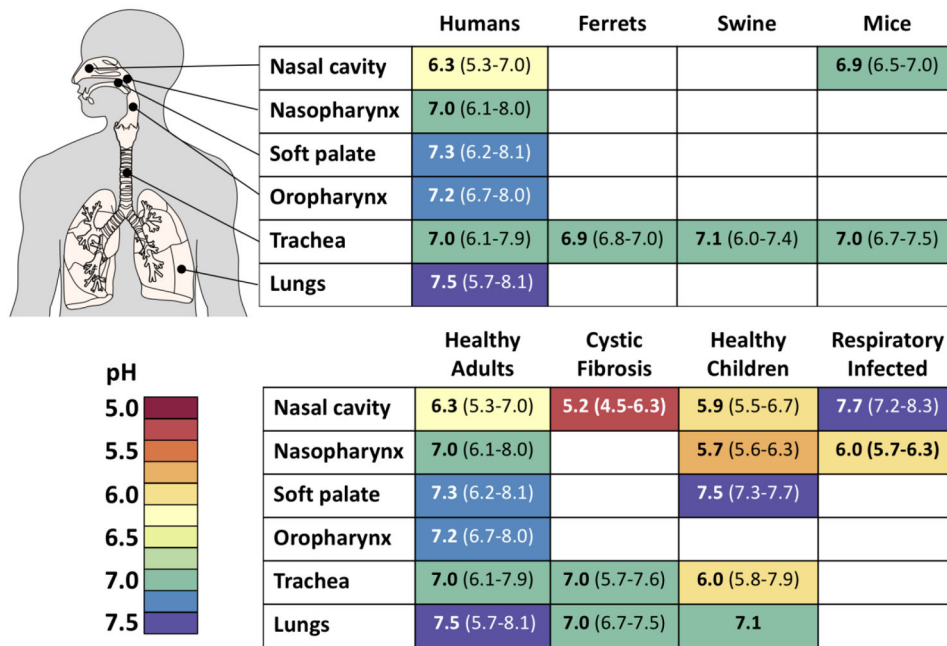 Humans Ferrets Swine Mice
Nasal cavity 6.3 (5.3-7.0) 6.9 (6.5-7.0)
Nasopharynx 7.0 (6.1-8.0)
Soft palate 7.3 (6.2-8.1)
Oropharynx 7.2 (6.7-8.0)
Trachea 7.0 (6.1-7.9) 6.9 (6.8-7.0) 7.1 (6.0-7.4) 7.0 (6.7-7.5)
Lungs 7.5 (5.7-8.1)
Healthy Cystic Healthy Respiratory
Adults Fibrosis Children Infected
Nasal cavity 6.3 (5.3-7.0) 5.2 (4.5-6.3) 5.9 (5.5-6.7) 7.7 (7.2-8.3)
Nasopharynx 7.0 (6.1-8.0) 5.7 (5.6-6.3) 6.0 (5.7-6.3)
Soft palate 7.3 (6.2-8.1) 7.5 (7.3-7.7)
Oropharynx 7.2 (6.7-8.0)
Trachea 7.0 (6.1-7.9) 7.0 (5.7-7.6) 6.0 (5.8-7.9)
Lungs 7.5 (5.7-8.1) 7.0 (6.7-7.5) 7.1
pH
5.0
5.5
6.0
6.5
7.0
7.5